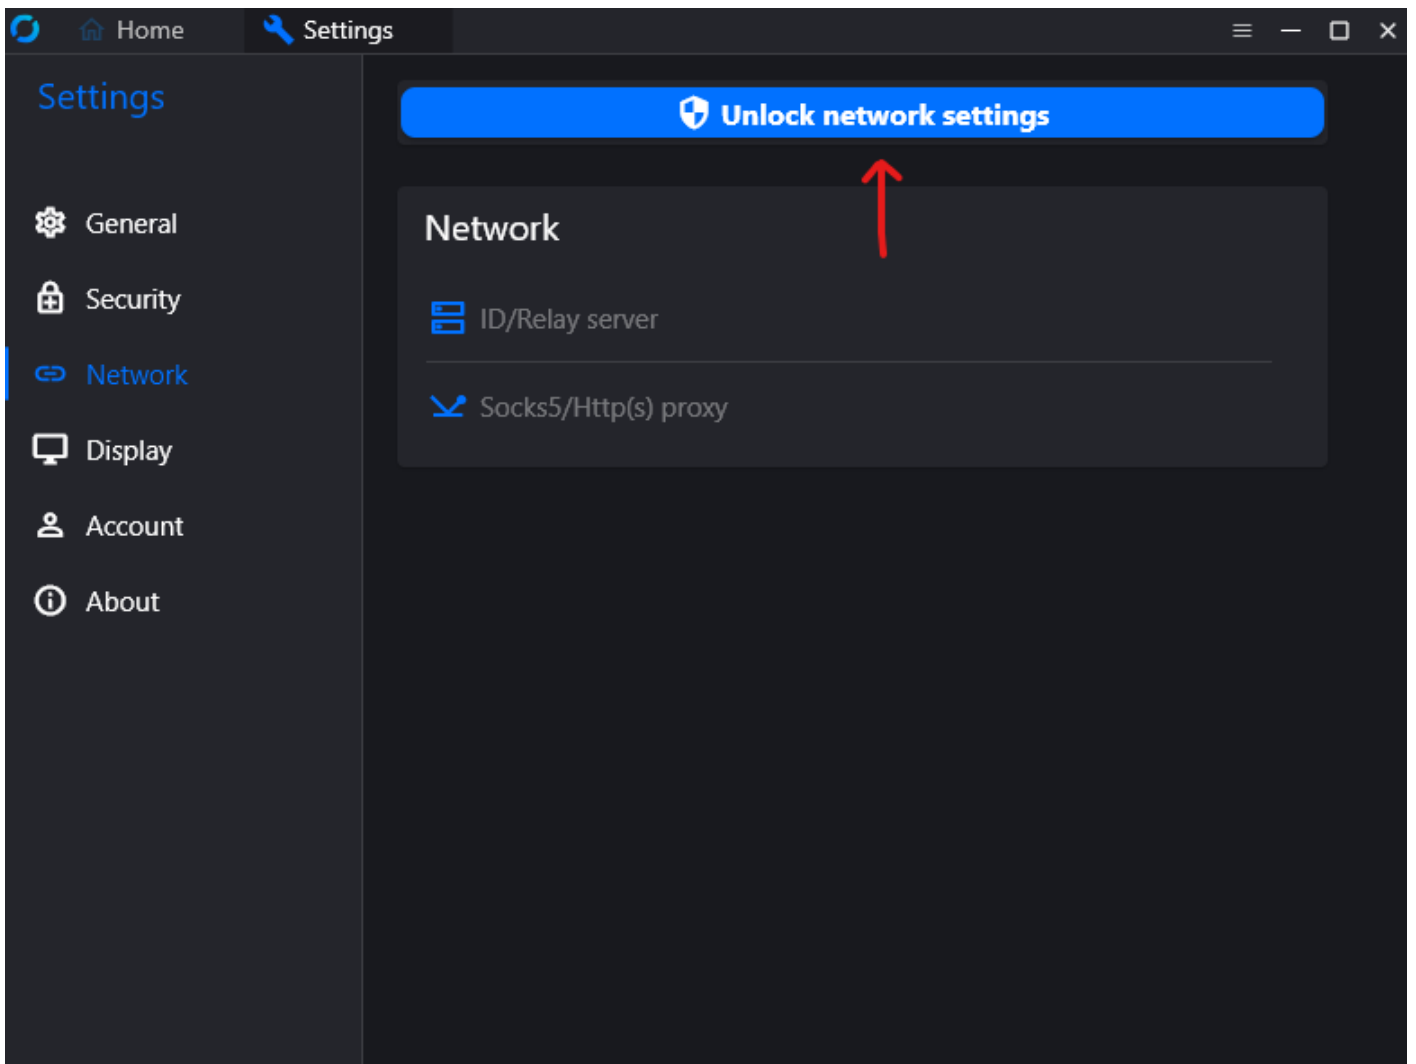 Home
Settings
Settings
General
Security
Network
Display
Account
About
Unlock network settings
Network
ID/Relay server
Socks5/Http(s) proxy